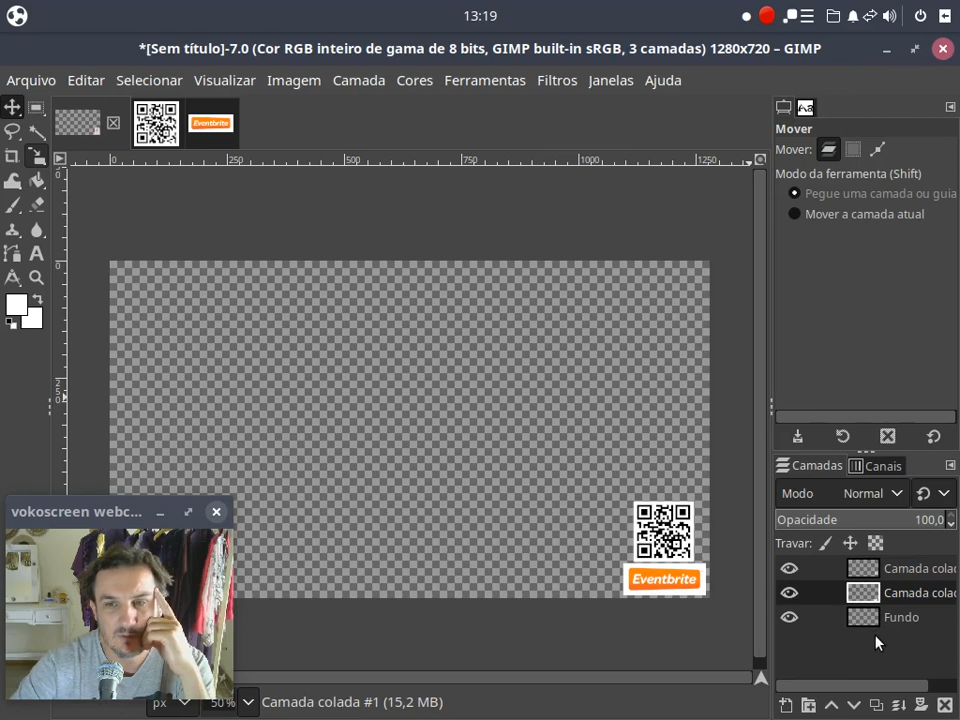 13:19
*[Sem título]-7.0 (Cor RGB inteiro de gama de 8 bits, GIMP built-in sRGB, 3 camadas) 1280x720 – GIMP
Arquivo Editar Selecionar Visualizar Imagem Camada Cores Ferramentas Filtros Janelas Ajuda
Eventbrite
Mover
Mover:
Modo da ferramenta (Shift)
Pegue uma camada ou guia
Mover a camada atual
0 250 500 750 1000 1250
0
250
Camadas Canais
Modo Normal
Opacidade 100,0
Travar:
Camada colad
Camada colad
Fundo
Eventbrite
vokoscreen webc...
px 50% Camada colada #1 (15,2 MB)